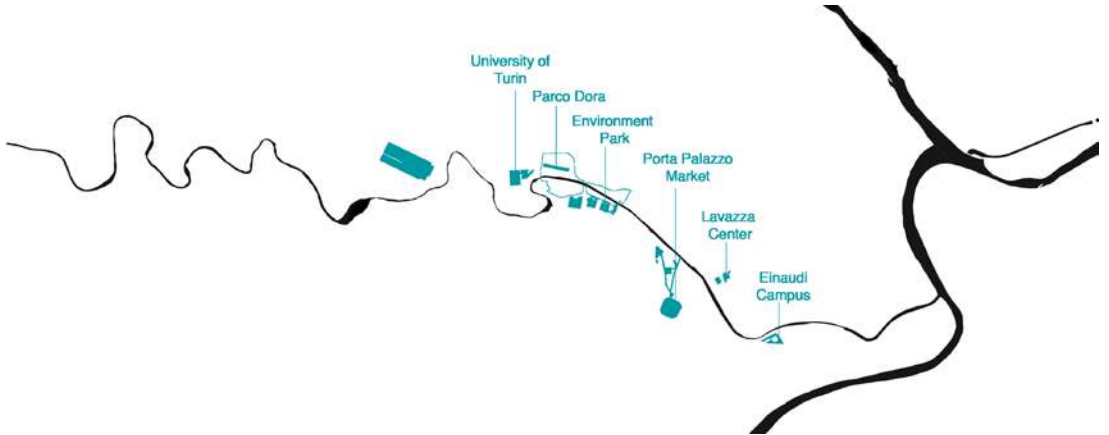 University of
Turin
Parco Dora
Environment
Park
Porta Palazzo
Market
Lavazza
Center
Einaudi
Campus